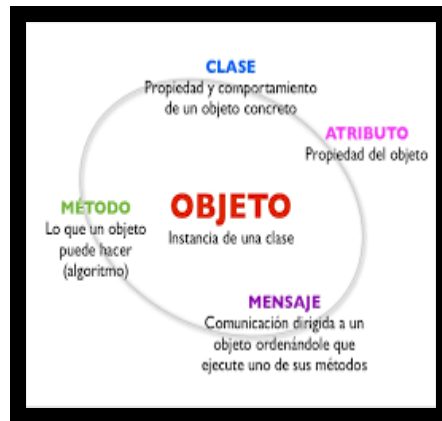 CLASE
Propiedad y comportamiento
de un objeto concreto
ATRIBUTO
Propiedad del objeto
MÉTODO
Lo que un objeto
puede hacer
(algoritmo)
OBJETO
Instancia de una clase
MENSAJE
Comunicación dirigida a un
objeto ordenándole que
ejecute uno de sus métodos